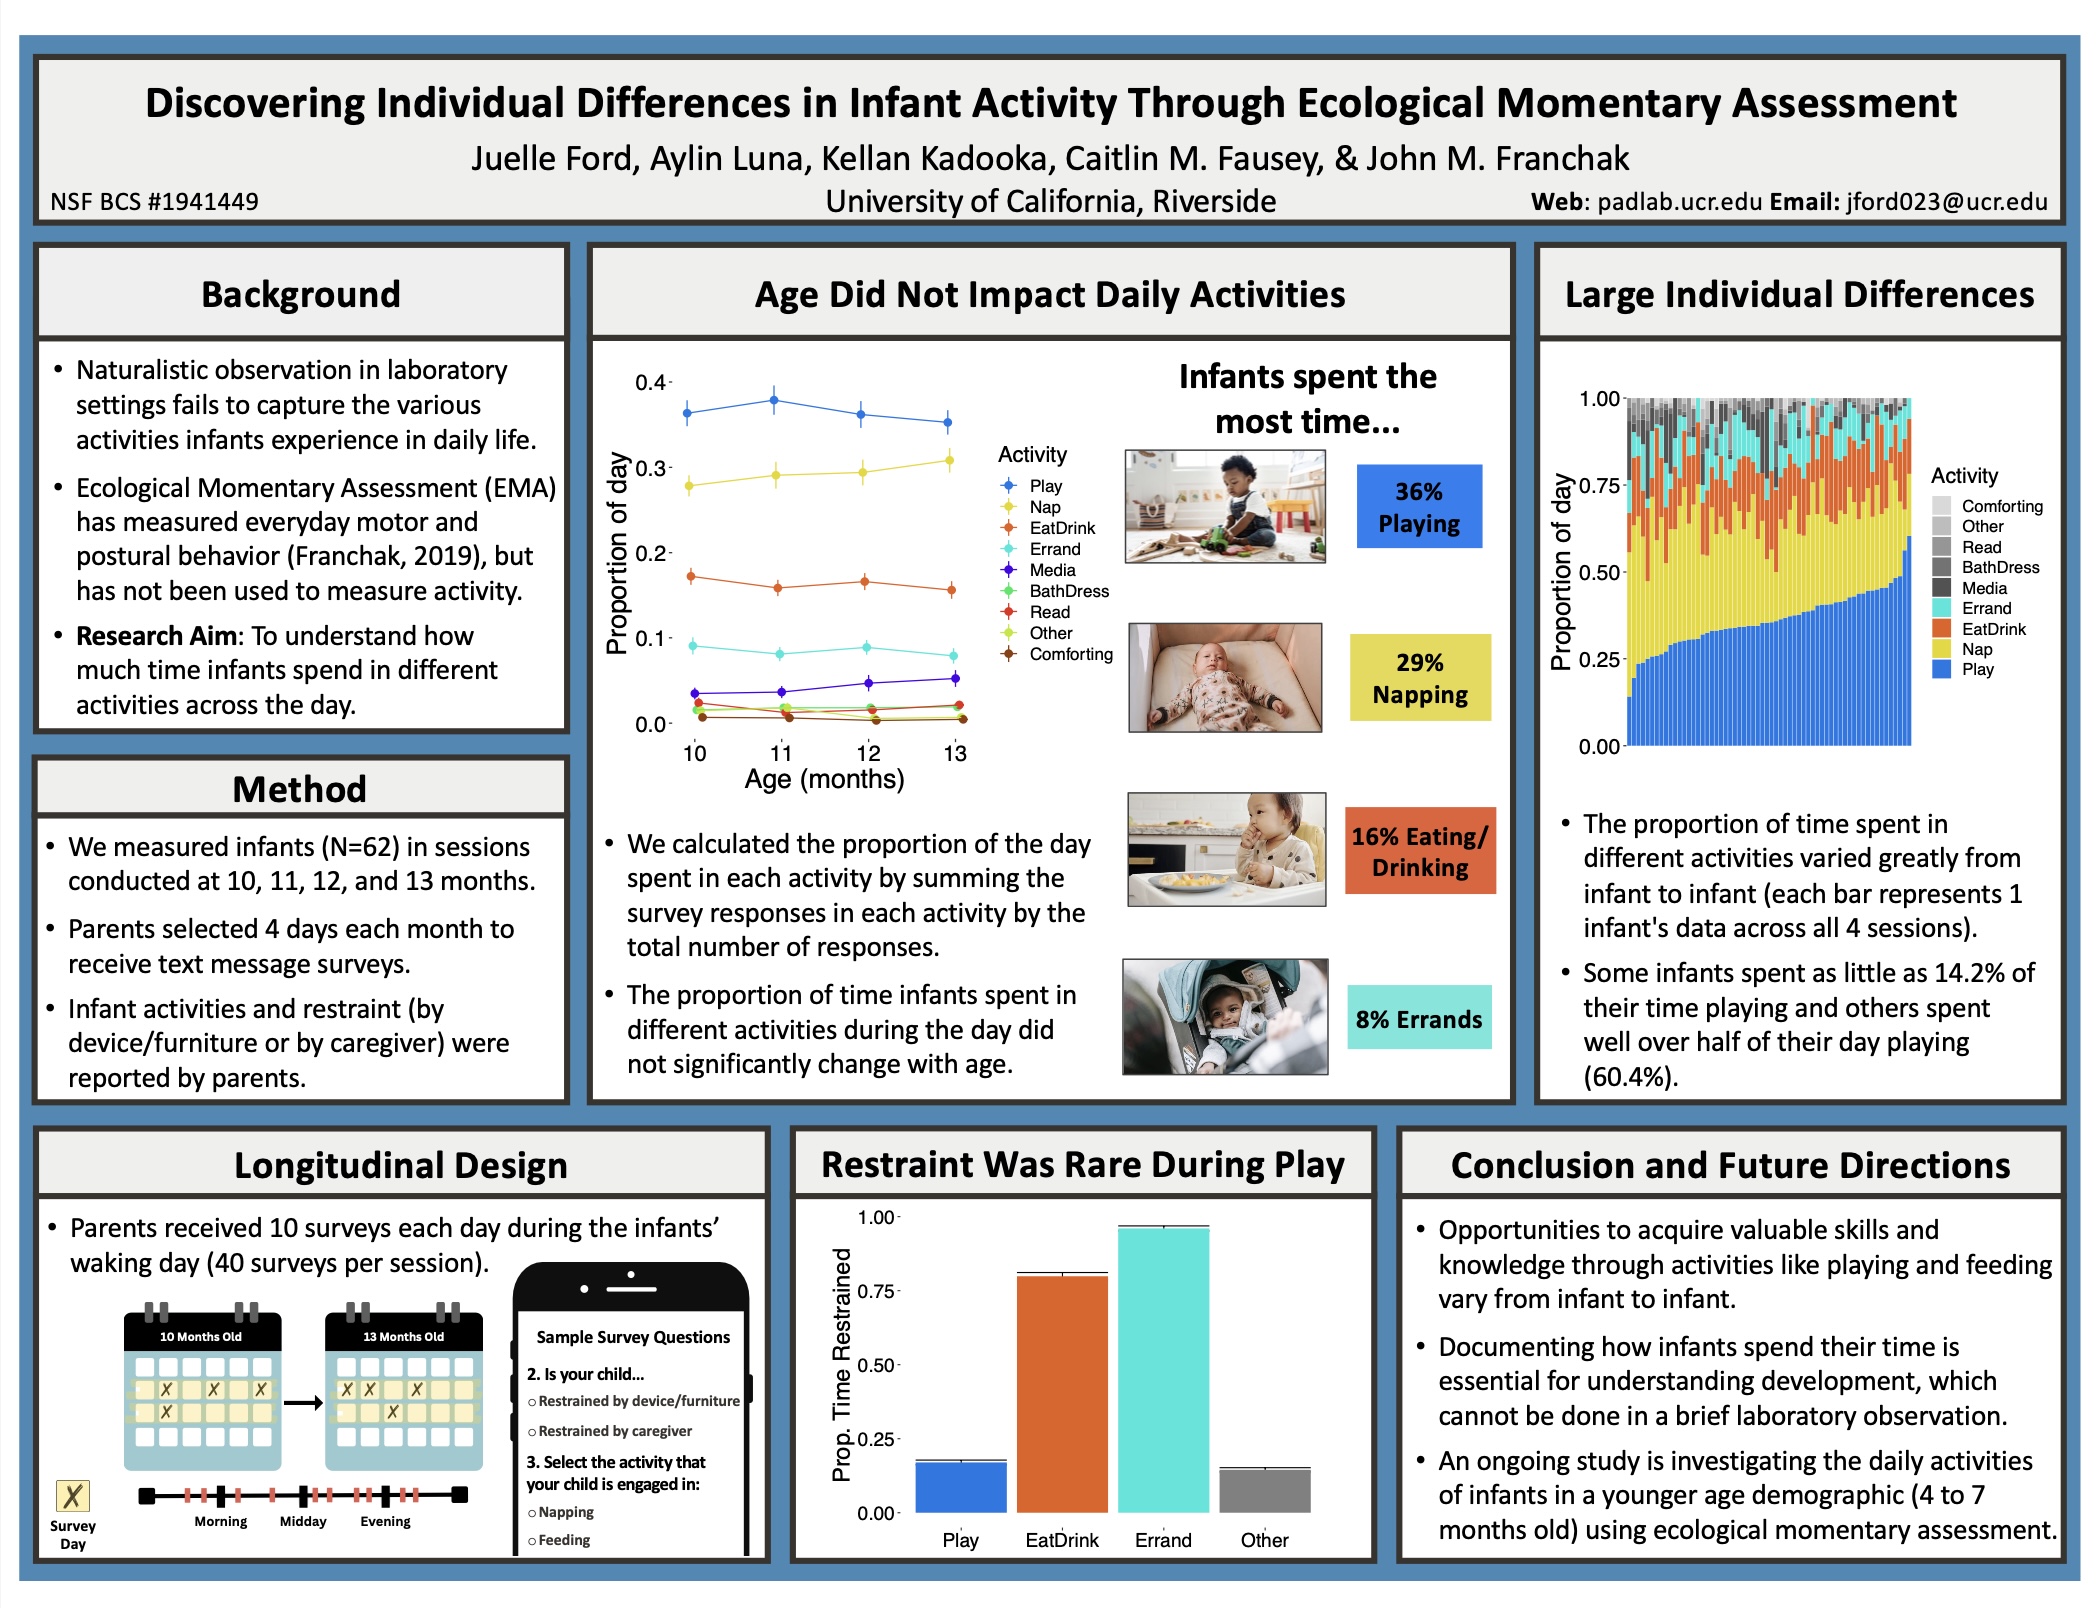 Discovering Individual Differences in Infant Activity Through Ecological Momentary Assessment
Juelle Ford, Aylin Luna, Kellan Kadooka, Caitlin M. Fausey, & John M. Franchak
NSF BCS #1941449
University of California, Riverside
Web: padlab.ucr.edu Email: jford023@ucr.edu
Background
• Naturalistic observation in laboratory
settings fails to capture the various
activities infants experience in daily life.
• Ecological Momentary Assessment (EMA)
has measured everyday motor and
postural behavior (Franchak, 2019), but
has not been used to measure activity.
• Research Aim: To understand how
much time infants spend in different
activities across the day.
Method
• We measured infants (N=62) in sessions
conducted at 10, 11, 12, and 13 months.
• Parents selected 4 days each month to
receive text message surveys.
• Infant activities and restraint (by
device/furniture or by caregiver) were
reported by parents.
Age Did Not Impact Daily Activities
Proportion of day
0.4
0.3
0.2
0.1
0.0
10 11 12 13
Age (months)
Activity
Play
Nap
EatDrink
Errand
Media
BathDress
Read
Other
Comforting
• We calculated the proportion of the day
spent in each activity by summing the
survey responses in each activity by the
total number of responses.
• The proportion of time infants spent in
different activities during the day did
not significantly change with age.
Infants spent the
most time...
36%
Playing
29%
Napping
16% Eating/
Drinking
8% Errands
Large Individual Differences
Proportion of day
1.00
0.75
0.50
0.25
0.00
Activity
Comforting
Other
Read
BathDress
Media
Errand
EatDrink
Nap
Play
• The proportion of time spent in
different activities varied greatly from
infant to infant (each bar represents 1
infant's data across all 4 sessions).
• Some infants spent as little as 14.2% of
their time playing and others spent
well over half of their day playing
(60.4%).
Longitudinal Design
• Parents received 10 surveys each day during the infants’
waking day (40 surveys per session).
10 Months Old
13 Months Old
Survey
Day
Morning Midday Evening
Sample Survey Questions
2. Is your child...
○ Restrained by device/furniture
○ Restrained by caregiver
3. Select the activity that
your child is engaged in:
○ Napping
○ Feeding
Restraint Was Rare During Play
Prop. Time Restrained
1.00
0.75
0.50
0.25
0.00
Play EatDrink Errand Other
Conclusion and Future Directions
• Opportunities to acquire valuable skills and
knowledge through activities like playing and feeding
vary from infant to infant.
• Documenting how infants spend their time is
essential for understanding development, which
cannot be done in a brief laboratory observation.
• An ongoing study is investigating the daily activities
of infants in a younger age demographic (4 to 7
months old) using ecological momentary assessment.